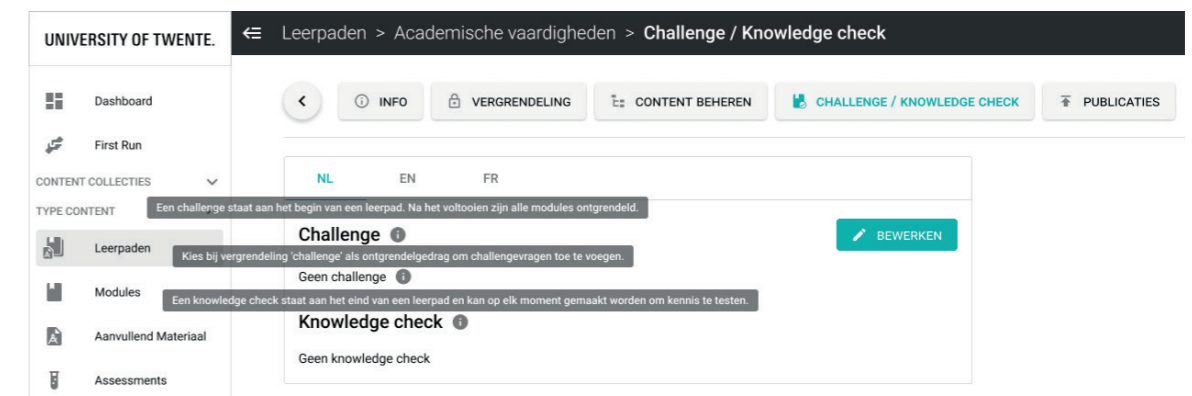 UNIVERSITY OF TWENTE.
Leerpaden > Academische vaardigheden > Challenge / Knowledge check
Dashboard
First Run
CONTENT COLLECTIES
TYPE CONTENT
Leerpaden
Modules
Aanvullend Materiaal
Assessments
INFO
VERGRENDELING
CONTENT BEHEREN
CHALLENGE / KNOWLEDGE CHECK
PUBLICATIES
NL EN FR
Een challenge staat aan het begin van een leerpad. Na het voltooien zijn alle modules ontgrendeld.
Challenge
BEWERKEN
Kies bij vergrendeling 'challenge' als ontgrendelgedrag om challengevragen toe te voegen.
Geen challenge
Een knowledge check staat aan het eind van een leerpad en kan op elk moment gemaakt worden om kennis te testen.
Knowledge check
Geen knowledge check